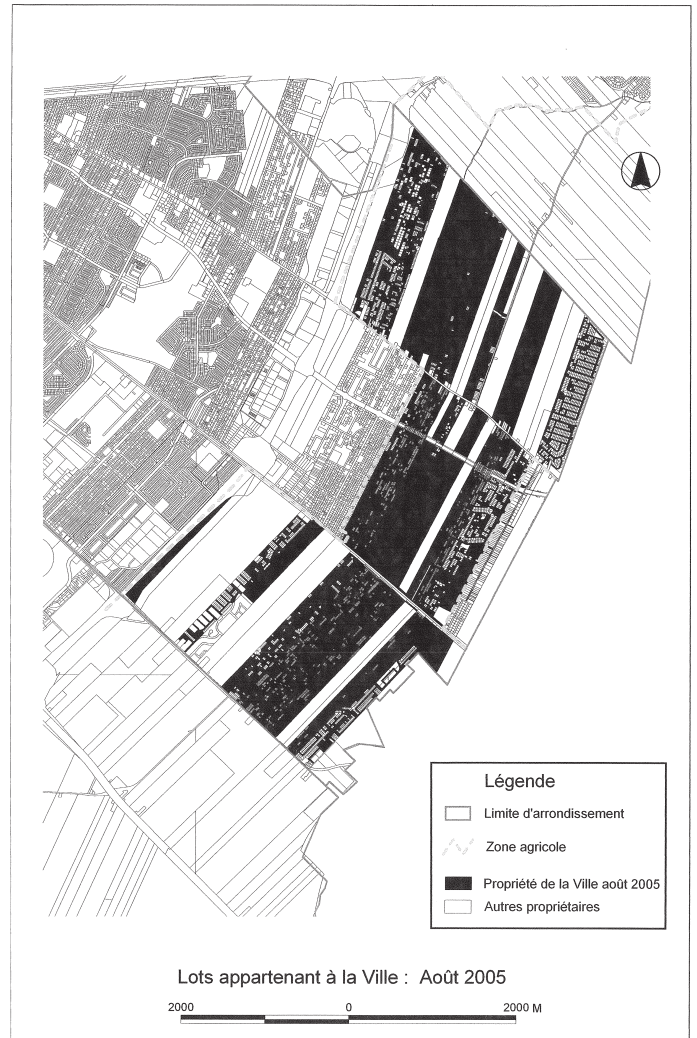 Légende
Limite d'arrondissement
Zone agricole
Propriété de la Ville août 2005
Autres propriétaires
Lots appartenant à la Ville : Août 2005
2000 0 2000 M